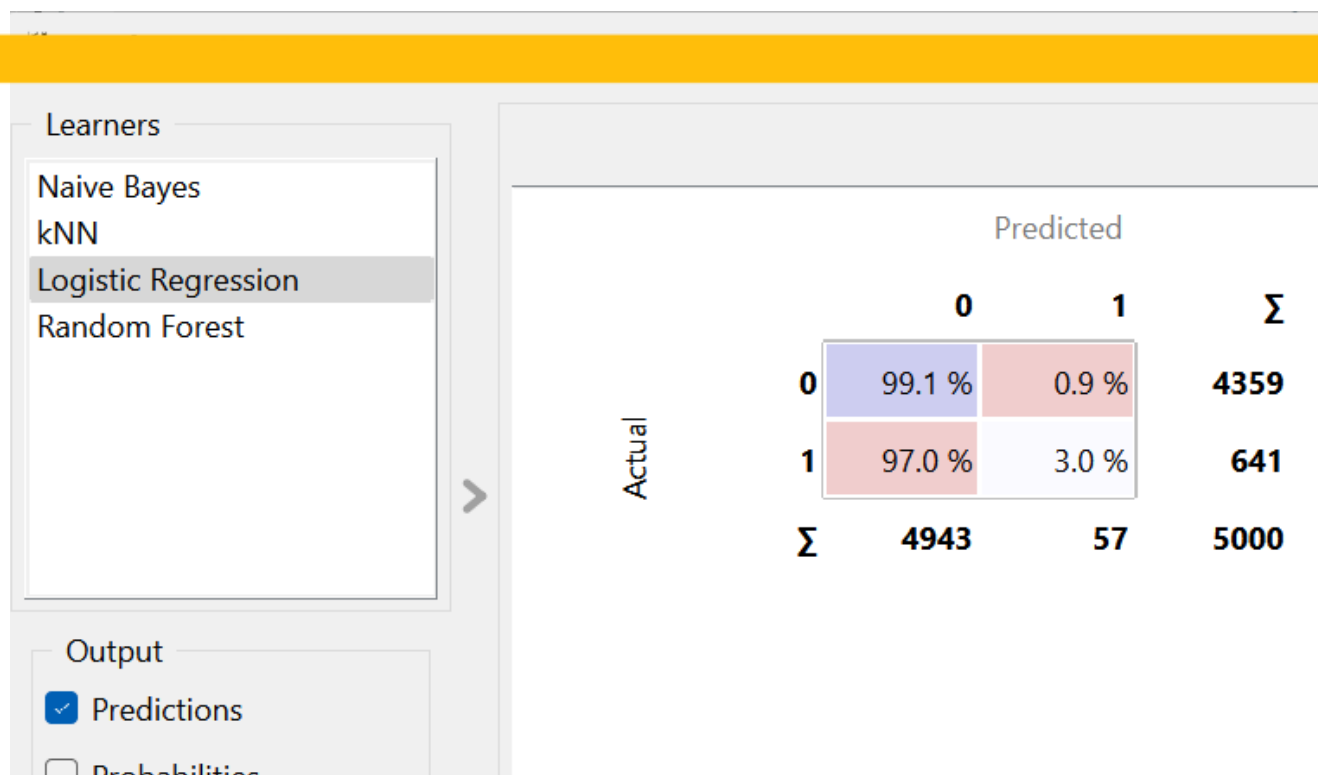 Learners
Naive Bayes
kNN
Logistic Regression
Random Forest
Predicted
0 1 Σ
0 99.1 % 0.9 % 4359
Actual
1 97.0 % 3.0 % 641
Σ 4943 57 5000
Output
Predictions
Probabilities